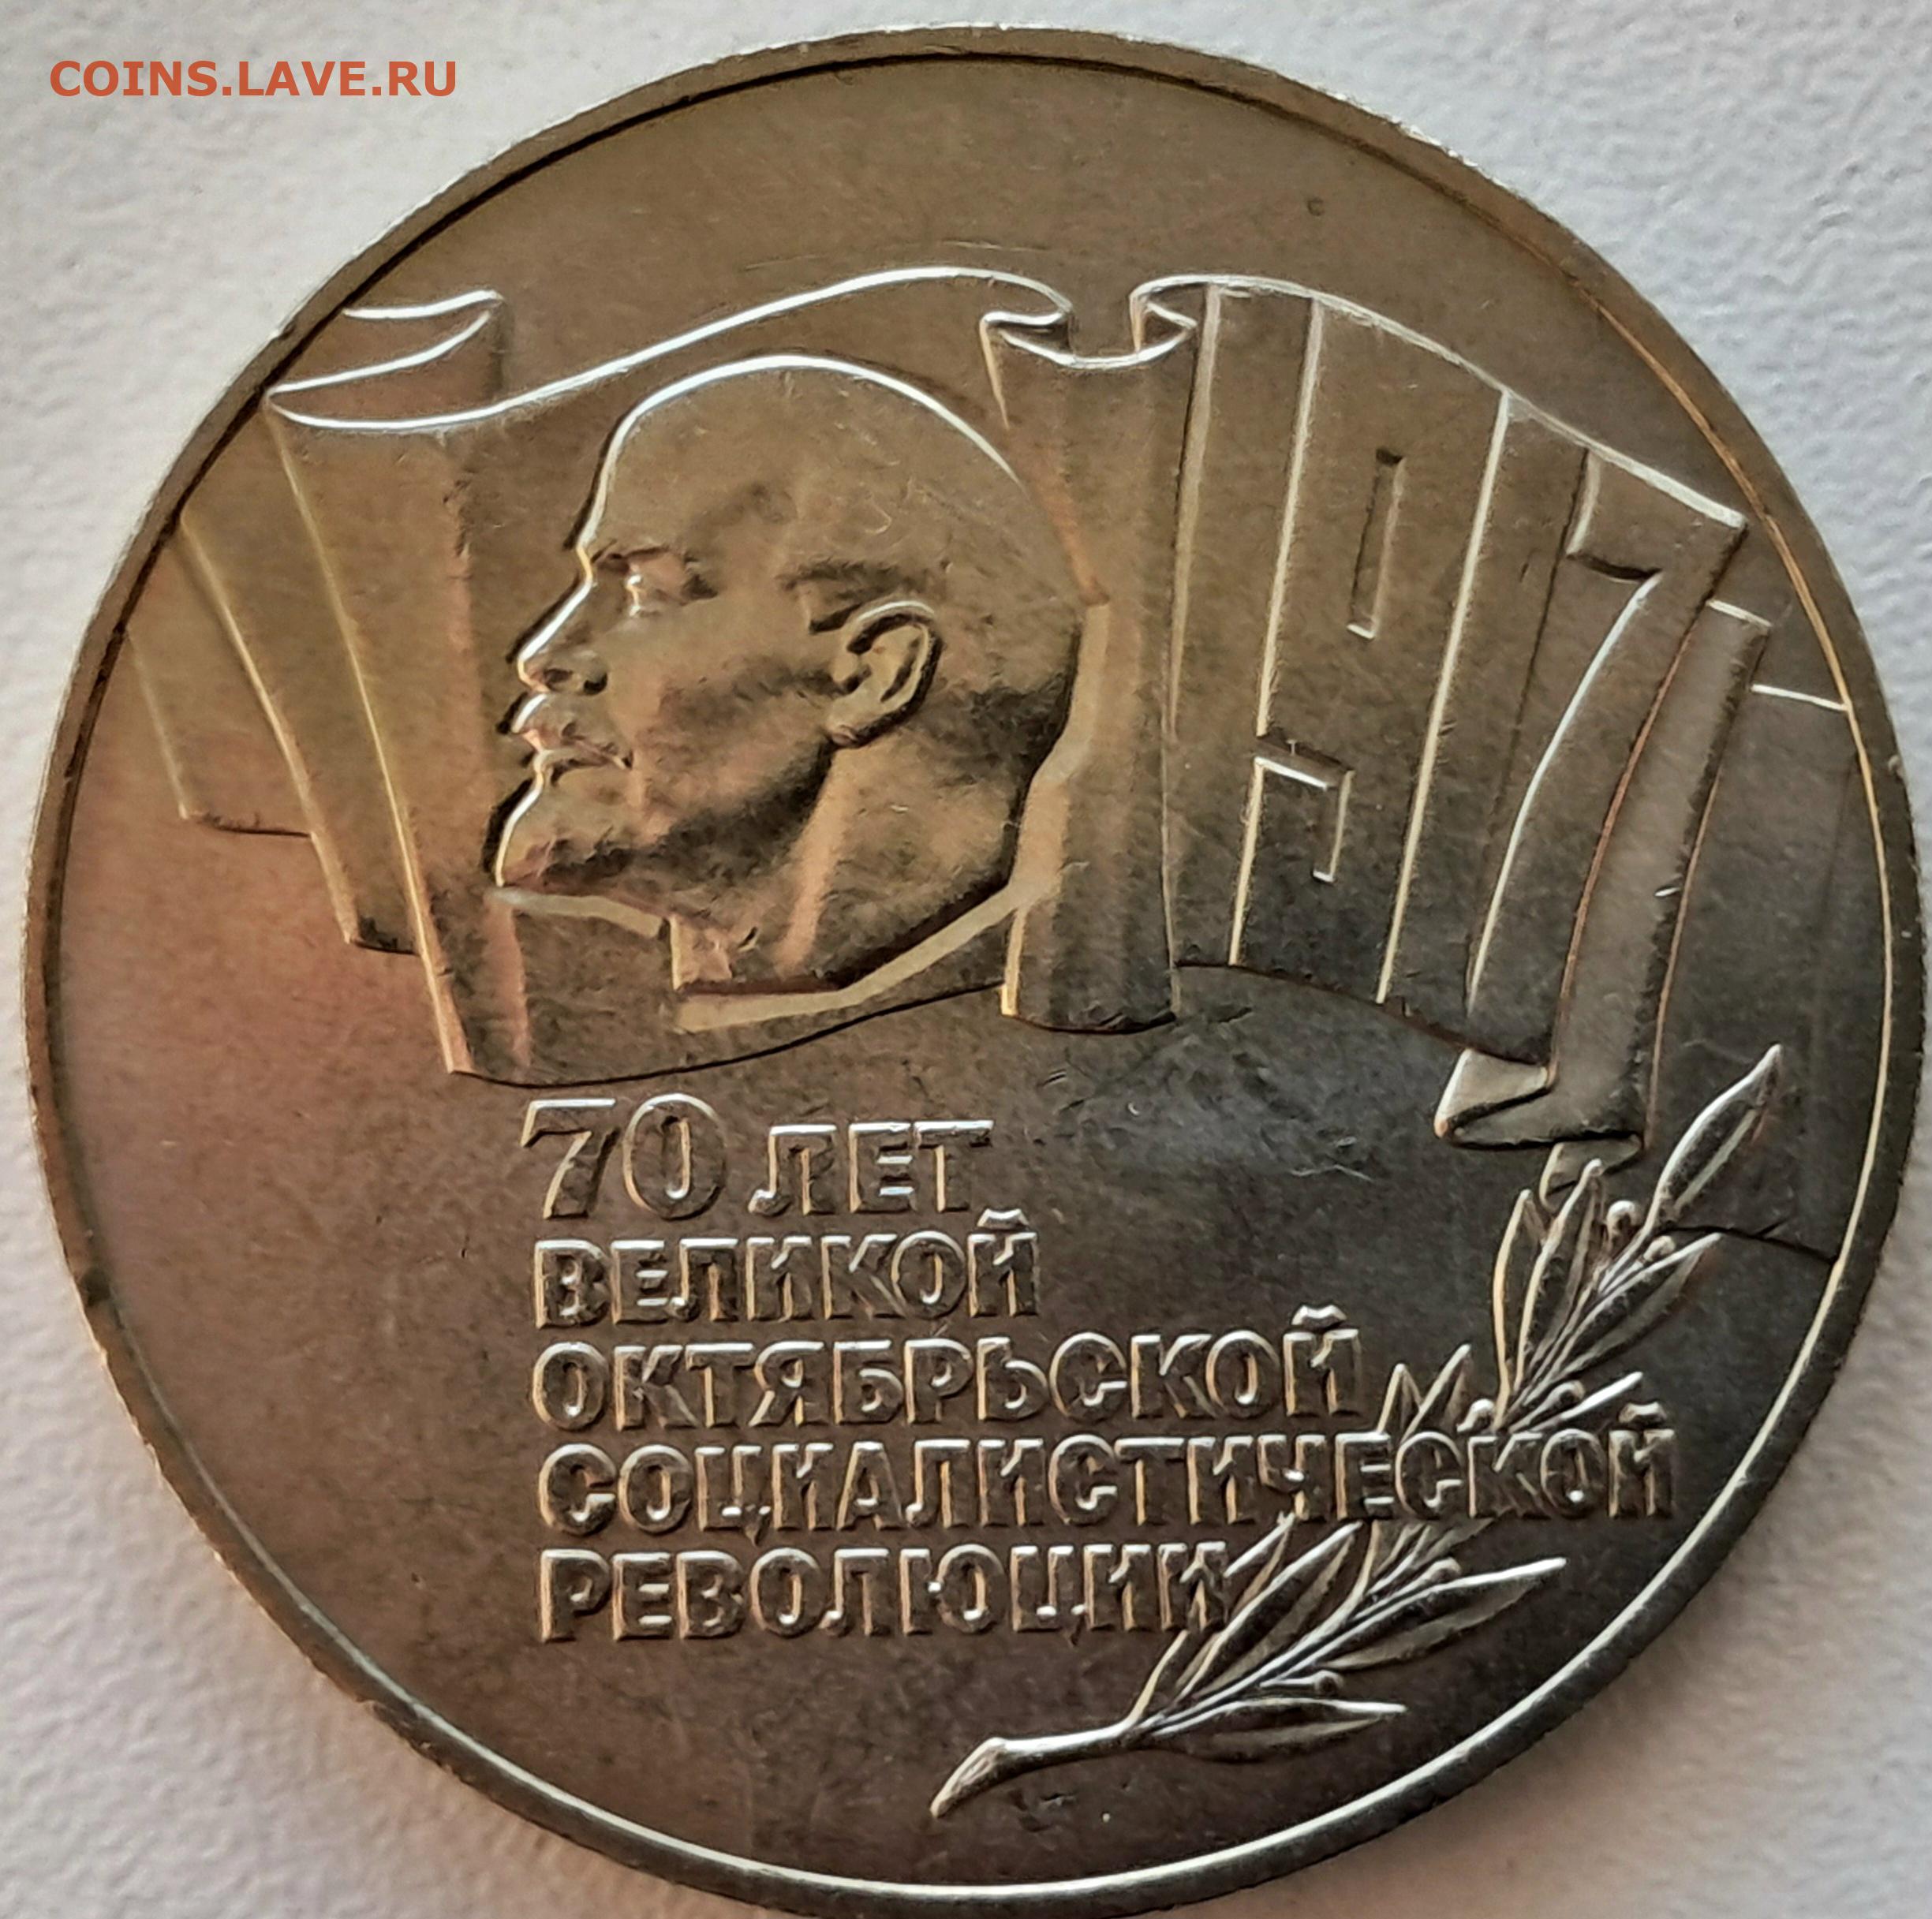 COINS.LAVE.RU
1917
70 ЛЕТ
ВЕЛИКОЙ
ОКТЯБРЬСКОЙ
СОЦИАЛИСТИЧЕСКОЙ
РЕВОЛЮЦИИ